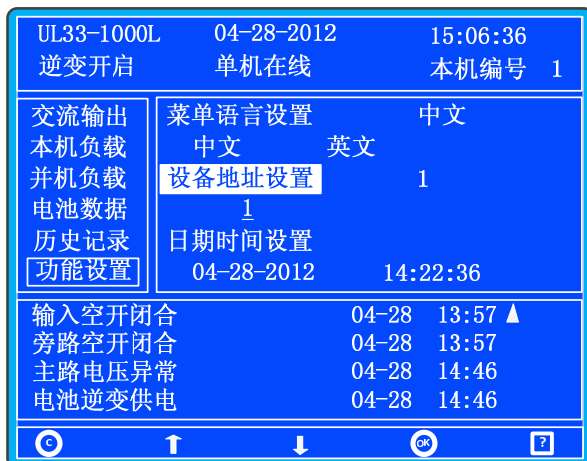 UL33-1000L 04-28-2012 15:06:36
逆变开启 单机在线 本机编号 1
交流输出
本机负载
并机负载
电池数据
历史记录
功能设置
菜单语言设置 中文
中文 英文
设备地址设置 1
1
日期时间设置
04-28-2012 14:22:36
输入空开闭合 04-28 13:57
旁路空开闭合 04-28 13:57
主路电压异常 04-28 14:46
电池逆变供电 04-28 14:46
C OK ?